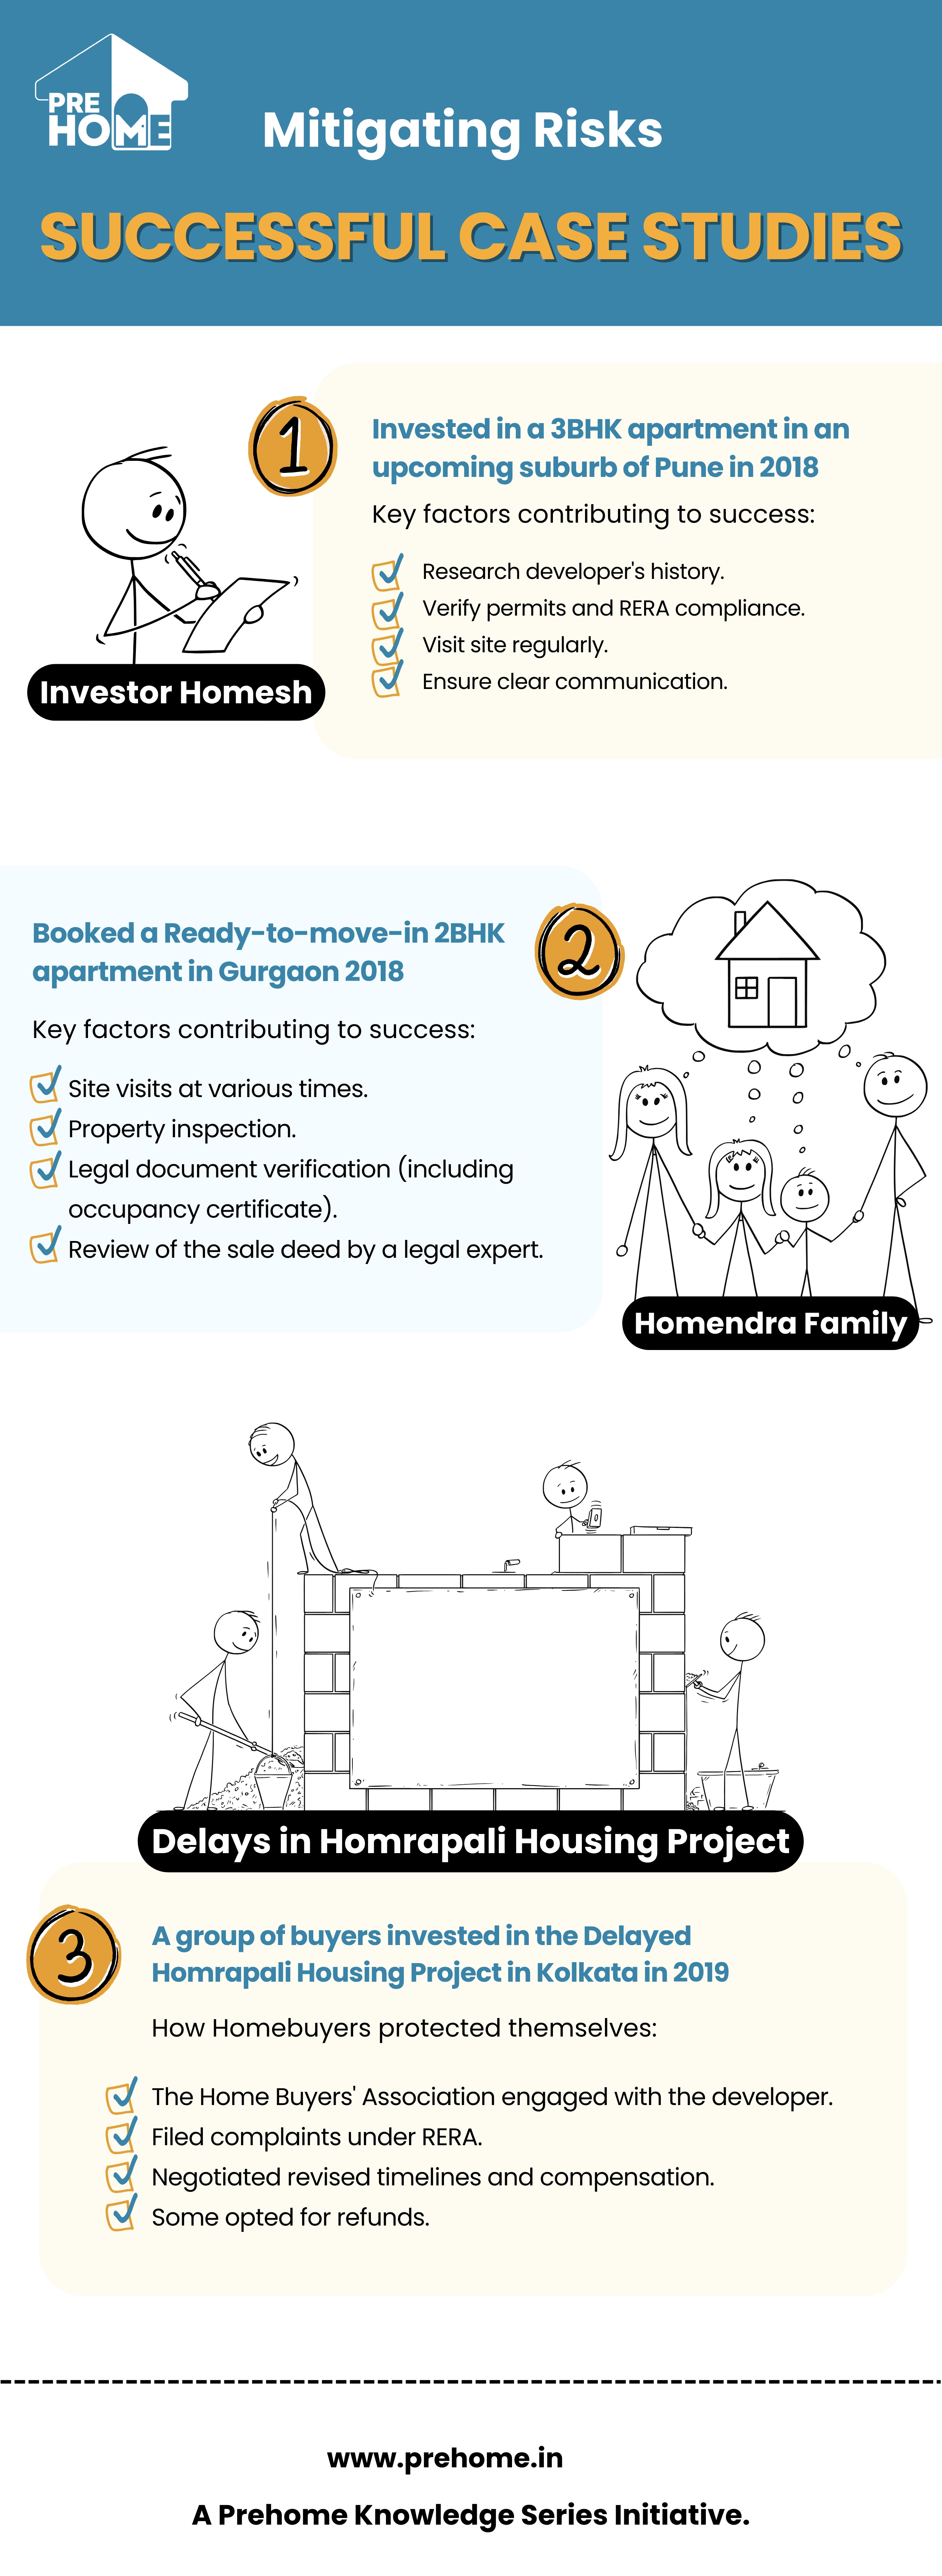 PRE
HOME
Mitigating Risks
SUCCESSFUL CASE STUDIES
1
Invested in a 3BHK apartment in an
upcoming suburb of Pune in 2018
Key factors contributing to success:
Research developer's history.
Verify permits and RERA compliance.
Visit site regularly.
Ensure clear communication.
Investor Homesh
Booked a Ready-to-move-in 2BHK
apartment in Gurgaon 2018
2
Key factors contributing to success:
Site visits at various times.
Property inspection.
Legal document verification (including
occupancy certificate).
Review of the sale deed by a legal expert.
Homendra Family
Delays in Homrapali Housing Project
3
A group of buyers invested in the Delayed
Homrapali Housing Project in Kolkata in 2019
How Homebuyers protected themselves:
The Home Buyers' Association engaged with the developer.
Filed complaints under RERA.
Negotiated revised timelines and compensation.
Some opted for refunds.
www.prehome.in
A Prehome Knowledge Series Initiative.